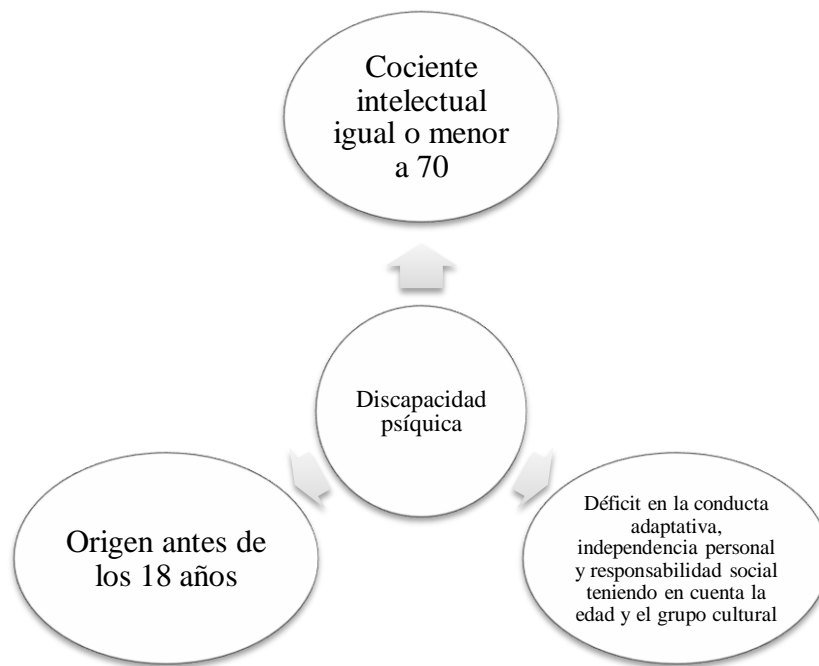 Cociente
intelectual
igual o menor
a 70
Discapacidad
psíquica
Origen antes de
los 18 años
Déficit en la conducta
adaptativa,
independencia personal
y responsabilidad social
teniendo en cuenta la
edad y el grupo cultural